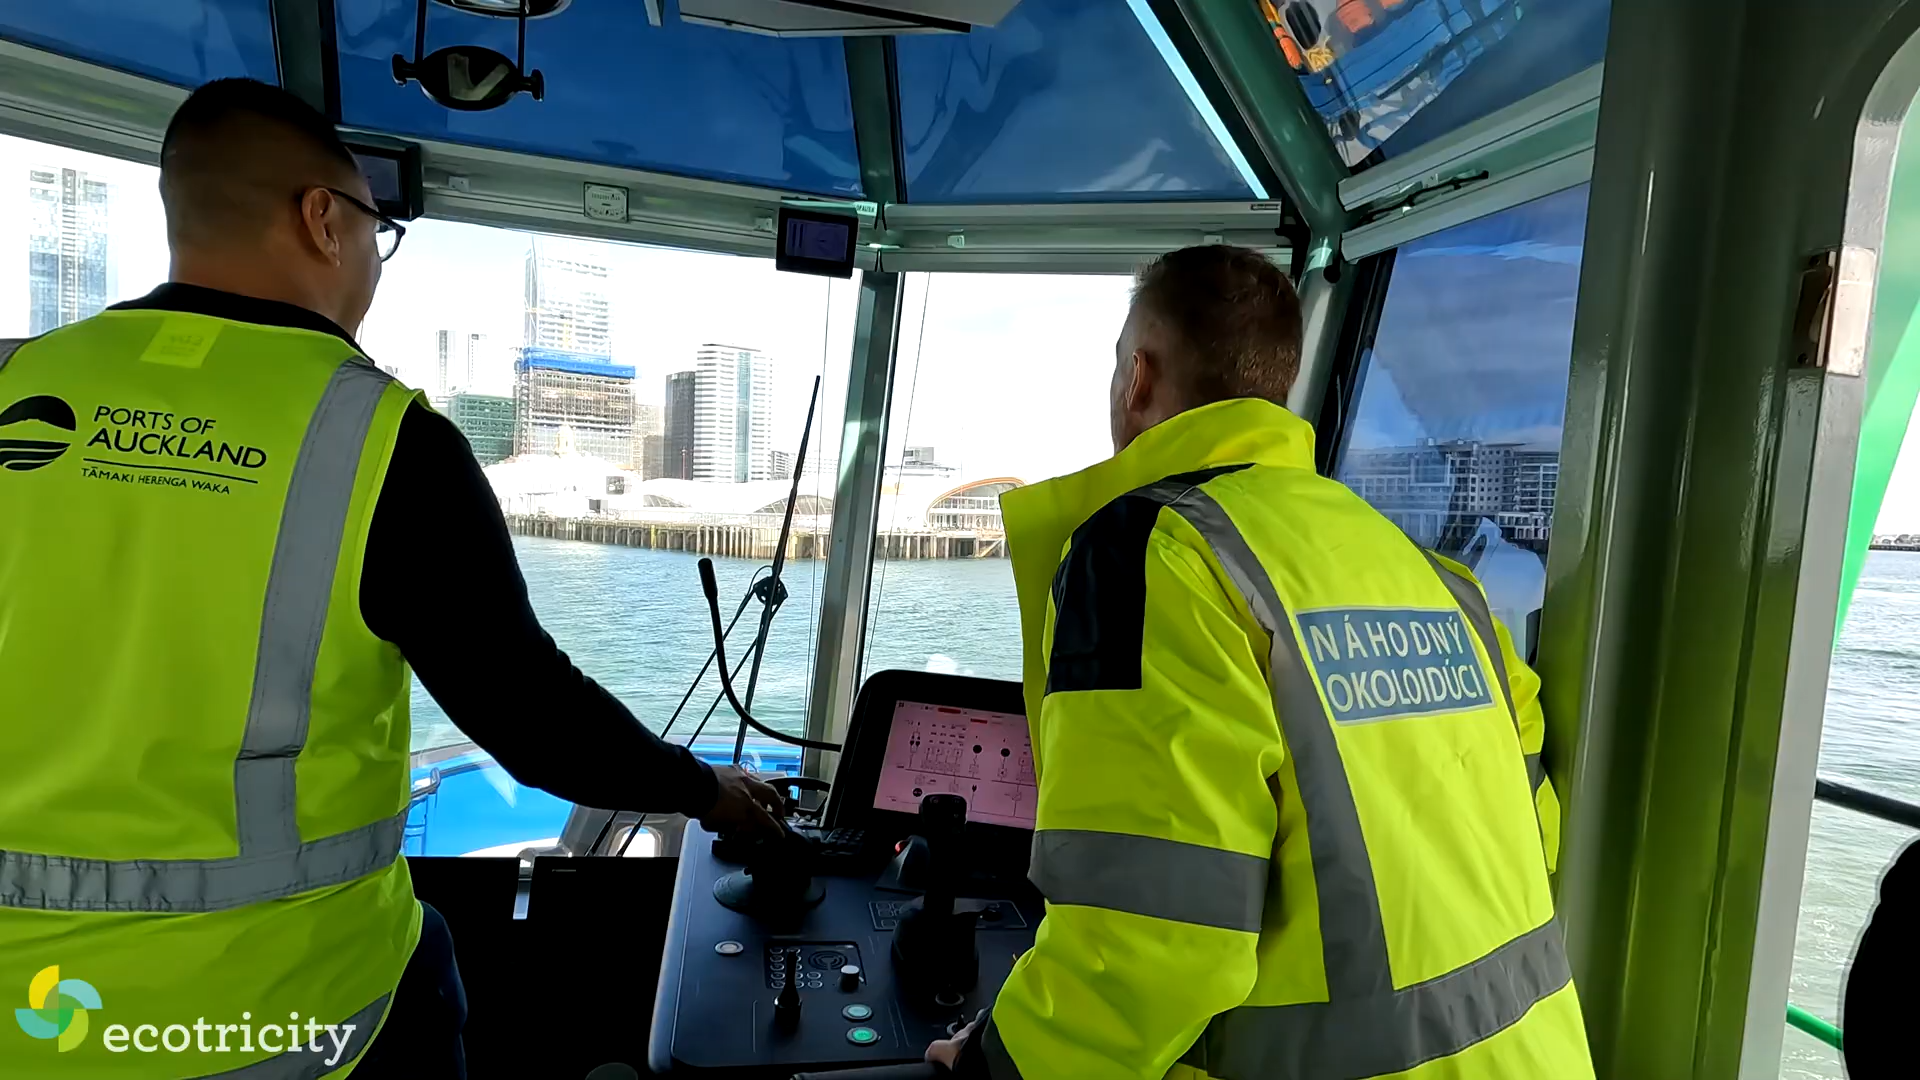 PORTS OF
AUCKLAND
TĀMAKI HERENGA WAKA
NÁHODNÝ
OKOLOIDÚCI
ecotricity